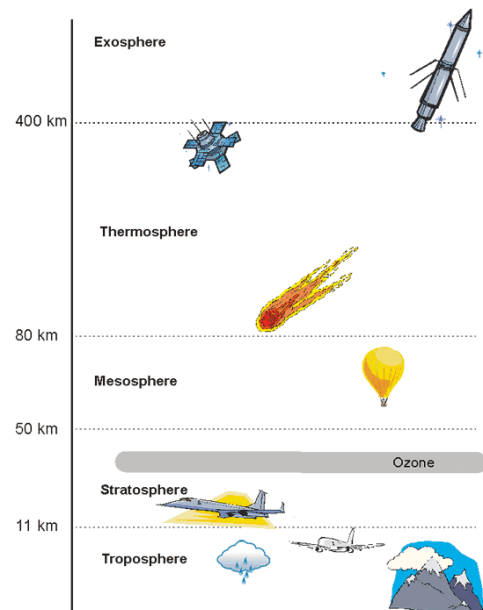 Exosphere
400 km
Thermosphere
80 km
Mesosphere
50 km
Ozone
Stratosphere
11 km
Troposphere